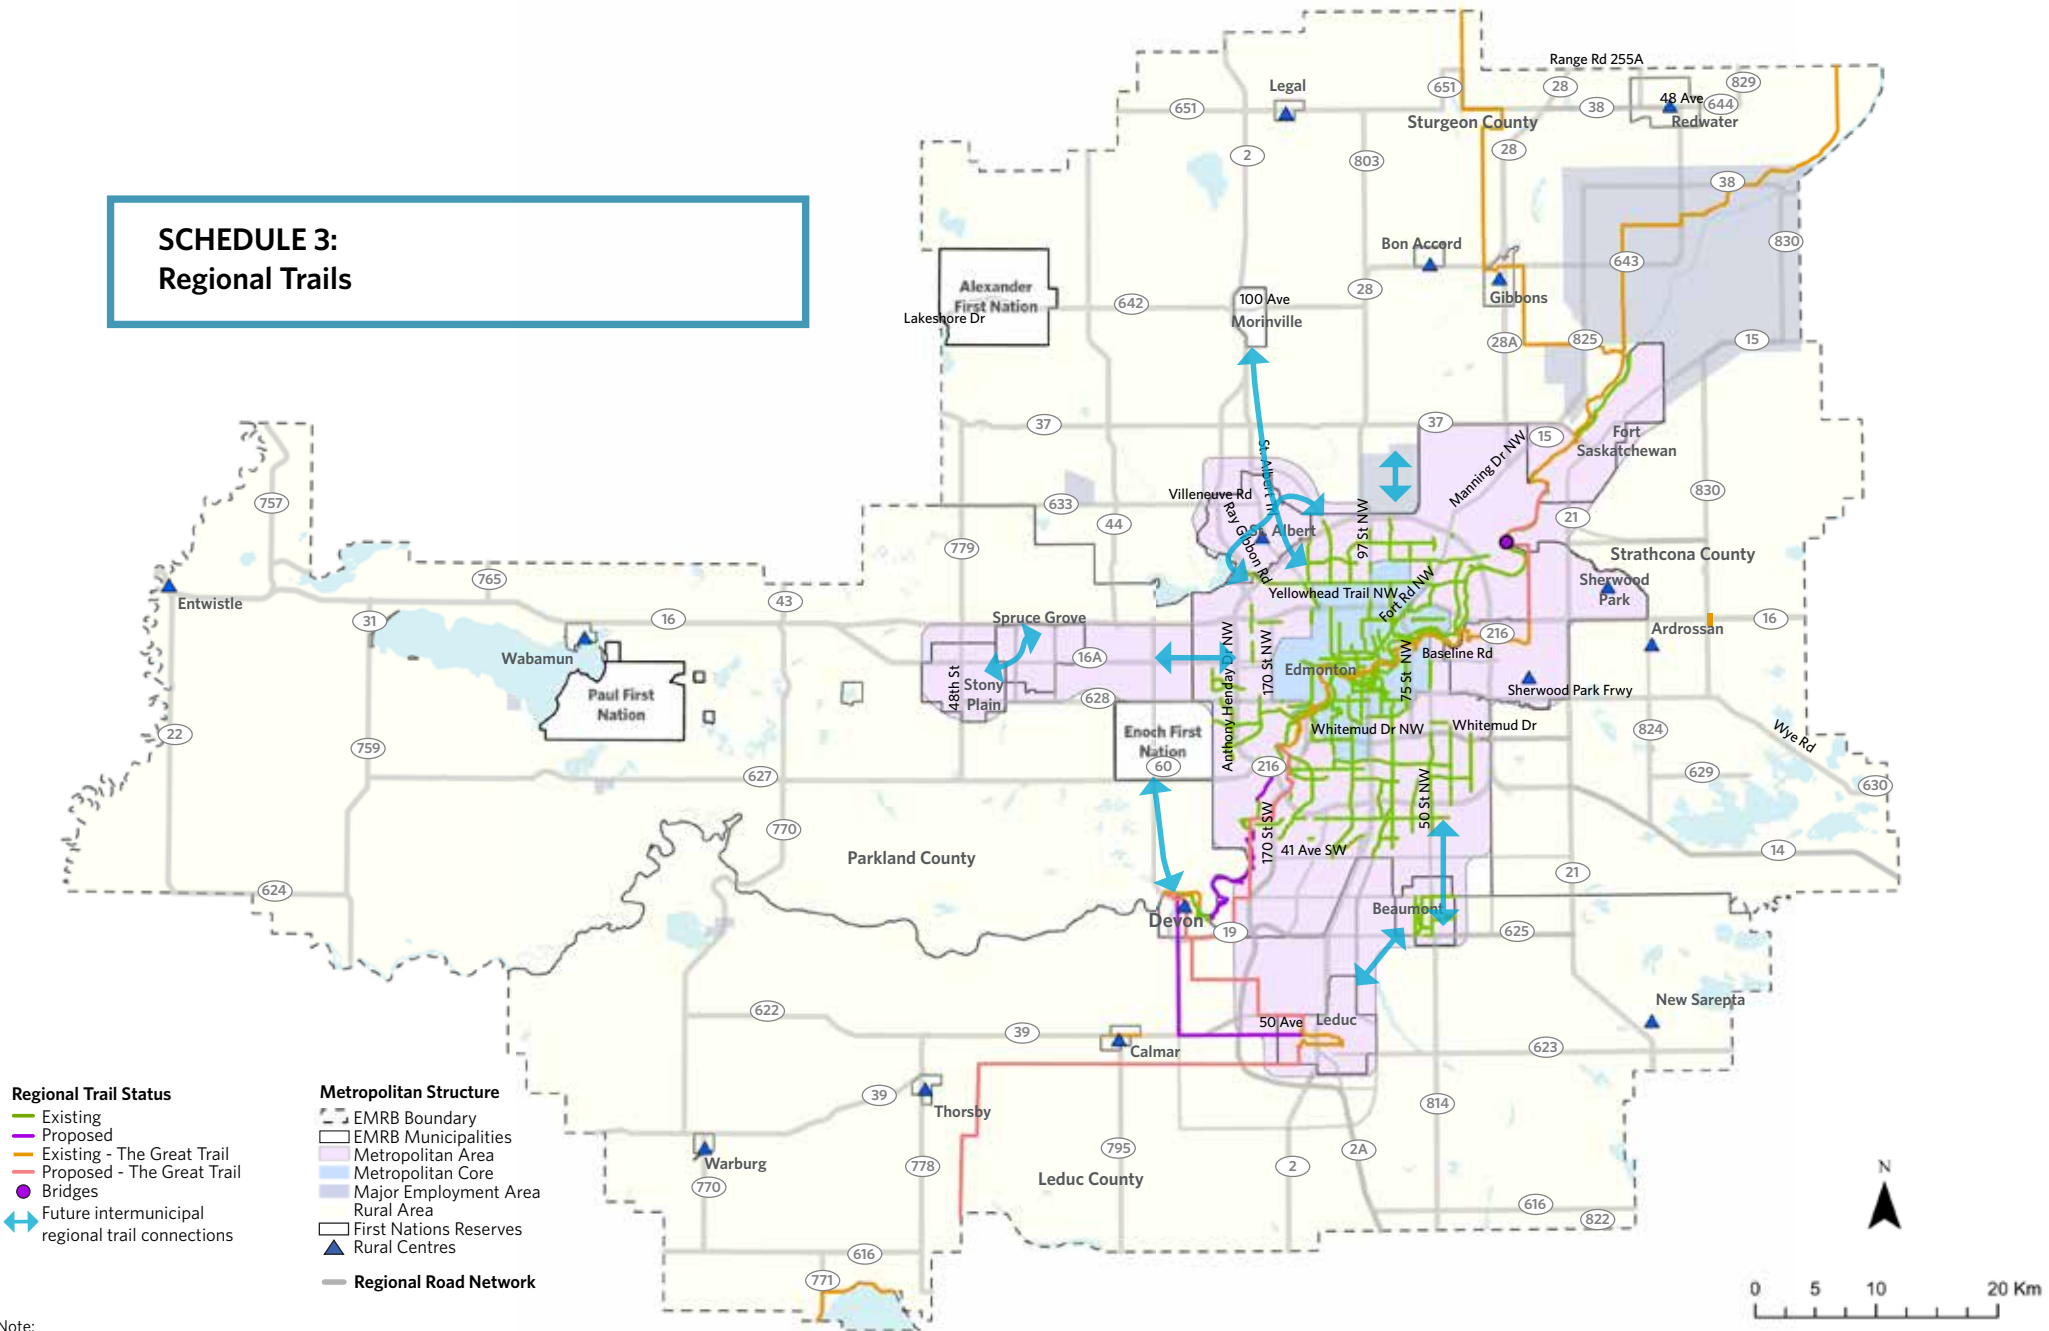 SCHEDULE 3:
Regional Trails
Range Rd 255A
Legal
651
28
829
651
38
48 Ave
644
Sturgeon County
Redwater
2
803
28
38
Bon Accord
830
643
Alexander
First Nation
28
Gibbons
642
100 Ave
Lakeshore Dr
Morinville
28A
825
15
37
37
15
Fort
Saskatchewan
St. Albert Tr
Manning Dr NW
Villeneuve Rd
757
633
830
44
Ray Gibbon Rd
97 St NW
21
St. Albert
779
Strathcona County
765
Sherwood
Park
Entwistle
43
Yellowhead Trail NW
Fort Rd NW
31
16
Spruce Grove
16
216
Ardrossan
Wabamun
16A
Baseline Rd
Anthony Henday Dr NW
170 St NW
Edmonton
75 St NW
48th St
Stony
Plain
628
Sherwood Park Frwy
Paul First
Nation
Whitemud Dr NW
Whitemud Dr
22
759
Enoch First
Nation
824
Wye Rd
627
60
216
629
630
50 St NW
770
170 St SW
41 Ave SW
14
Parkland County
21
624
Devon
Beaumont
19
625
New Sarepta
622
39
50 Ave
Leduc
Calmar
623
39
Thorsby
814
Warburg
770
778
795
Leduc County
2
2A
616
822
616
771
Regional Trail Status
Existing
Proposed
Existing - The Great Trail
Proposed - The Great Trail
Bridges
Future intermunicipal
regional trail connections
Metropolitan Structure
EMRB Boundary
EMRB Municipalities
Metropolitan Area
Metropolitan Core
Major Employment Area
Rural Area
First Nations Reserves
Rural Centres
Regional Road Network
N
0 5 10 20 Km
Note: